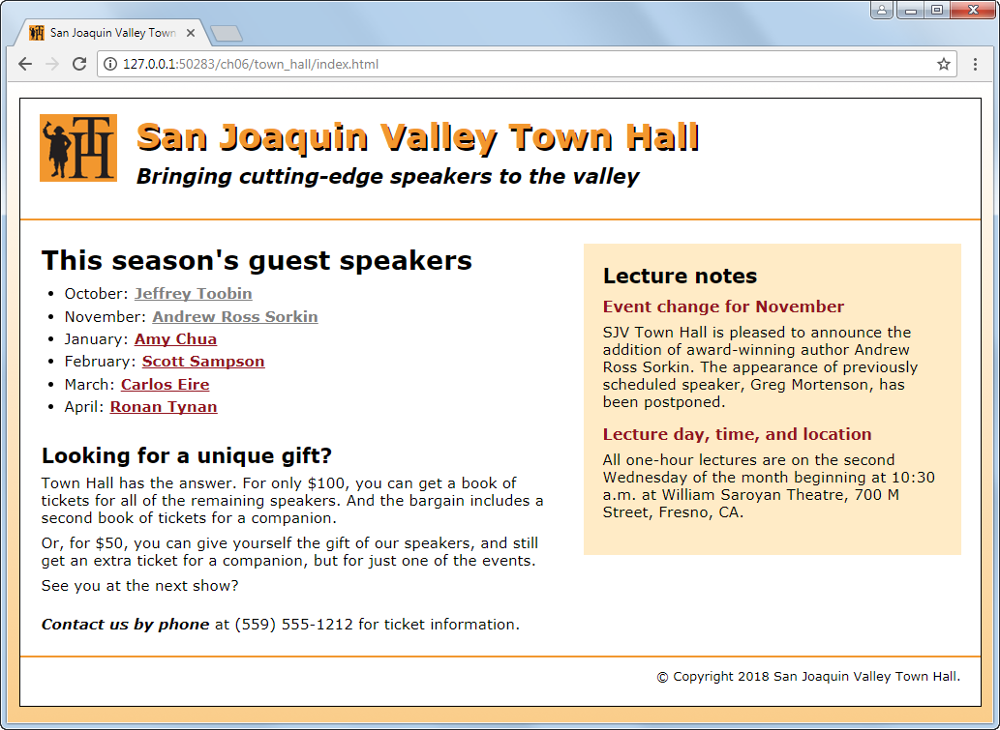 San Joaquin Valley Town
127.0.0.1:50283/ch06/town_hall/index.html
TH
San Joaquin Valley Town Hall
Bringing cutting-edge speakers to the valley
This season's guest speakers
• October: Jeffrey Toobin
• November: Andrew Ross Sorkin
• January: Amy Chua
• February: Scott Sampson
• March: Carlos Eire
• April: Ronan Tynan
Looking for a unique gift?
Town Hall has the answer. For only $100, you can get a book of
tickets for all of the remaining speakers. And the bargain includes a
second book of tickets for a companion.
Or, for $50, you can give yourself the gift of our speakers, and still
get an extra ticket for a companion, but for just one of the events.
See you at the next show?
Contact us by phone at (559) 555-1212 for ticket information.
Lecture notes
Event change for November
SJV Town Hall is pleased to announce the
addition of award-winning author Andrew
Ross Sorkin. The appearance of previously
scheduled speaker, Greg Mortenson, has
been postponed.
Lecture day, time, and location
All one-hour lectures are on the second
Wednesday of the month beginning at 10:30
a.m. at William Saroyan Theatre, 700 M
Street, Fresno, CA.
© Copyright 2018 San Joaquin Valley Town Hall.